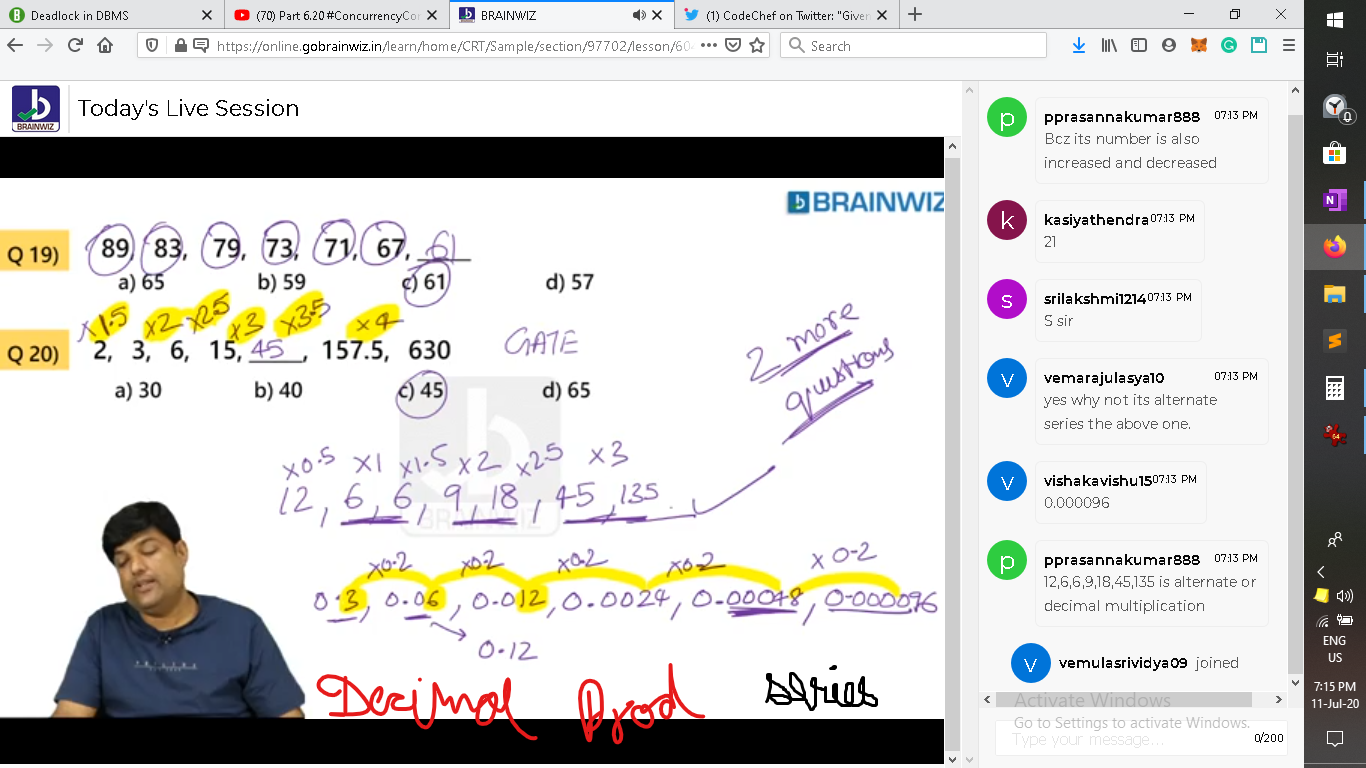 Deadlock in DBMS
(70) Part 6.20 #ConcurrencyCor
BRAINWIZ
(1) CodeChef on Twitter: "Given
https://online.gobrainwiz.in/learn/home/CRT/Sample/section/97702/lesson/604
Search
BRAINWIZ
Today's Live Session
BRAINWIZ
Q 19) 89, 83, 79, 73, 71, 67, 61
a) 65 b) 59 c) 61 d) 57
x1.5 x2 x2.5 x3 x3.5 x4
Q 20) 2, 3, 6, 15, 45, 157.5, 630 GATE
a) 30 b) 40 c) 45 d) 65
2 more
questions
BRAINWIZ
x0.5 x1 x1.5 x2 x2.5 x3
12, 6, 6, 9, 18, 45, 135
x0.2 x0.2 x0.2 x0.2 x 0.2
0.3, 0.06, 0.012, 0.0024, 0.00048, 0.000096
0.12
Decimal Prod series
pprasannakumar888 07:13 PM
Bcz its number is also
increased and decreased
kasiyathendra 07:13 PM
21
srilakshmi1214 07:13 PM
S sir
vemarajulasya10 07:13 PM
yes why not its alternate
series the above one.
vishakavishu15 07:13 PM
0.000096
pprasannakumar888 07:13 PM
12,6,6,9,18,45,135 is alternate or
decimal multiplication
vemulasrividya09 joined
Activate Windows
Go to Settings to activate Windows.
Type your message...
0/200
64
ENG
US
7:15 PM
11-Jul-20